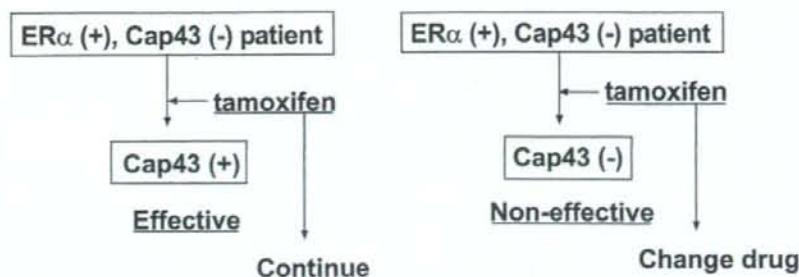 ERα (+), Cap43 (-) patient
tamoxifen
Cap43 (+)
Effective
Continue
ERα (+), Cap43 (-) patient
tamoxifen
Cap43 (-)
Non-effective
Change drug